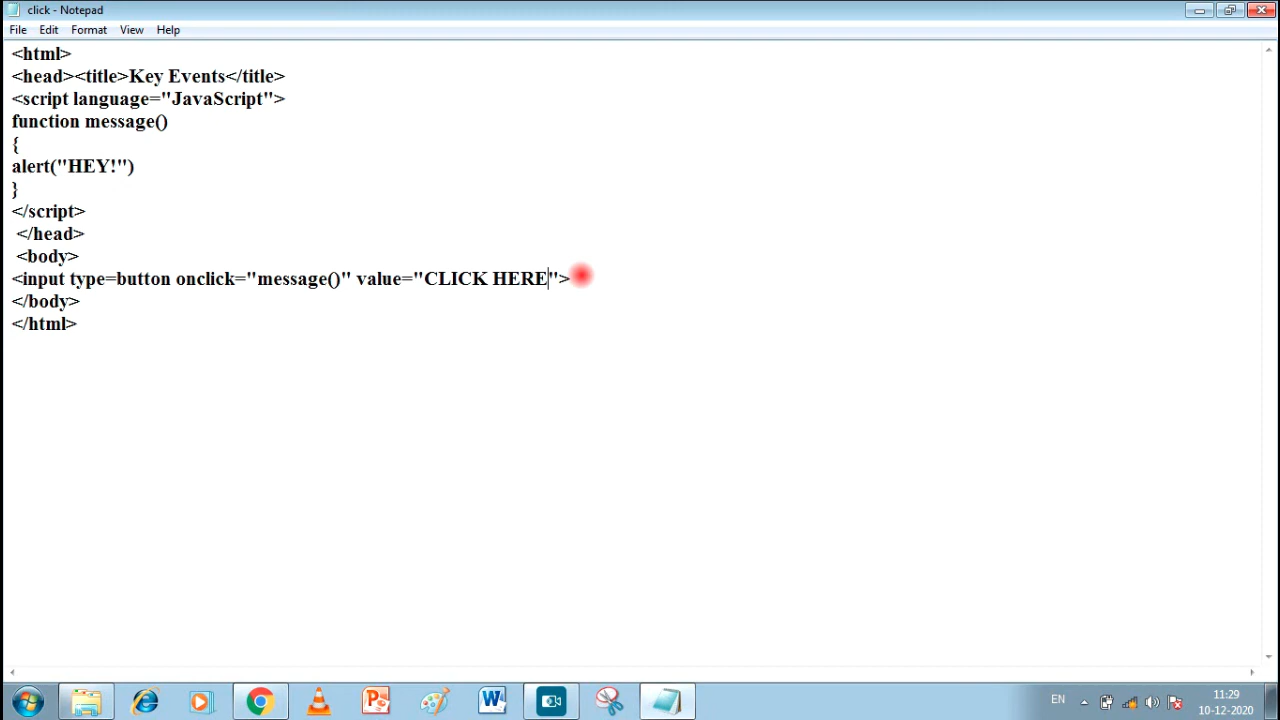 click - Notepad
File Edit Format View Help
<html>
<head><title>Key Events</title>
<script language="JavaScript">
function message()
{
alert("HEY!")
}
</script>
</head>
<body>
<input type=button onclick="message()" value="CLICK HERE">
</body>
</html>
EN
11:29
10-12-2020